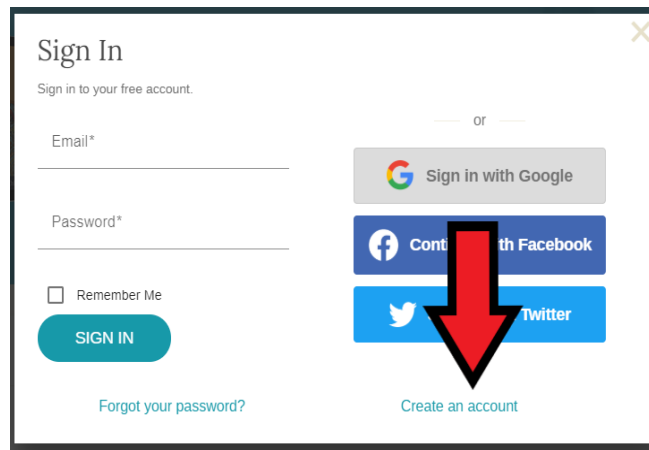 Sign In
Sign in to your free account.
Email*
Password*
Remember Me
SIGN IN
Forgot your password?
or
Sign in with Google
th Facebook
Twitter
Create an account